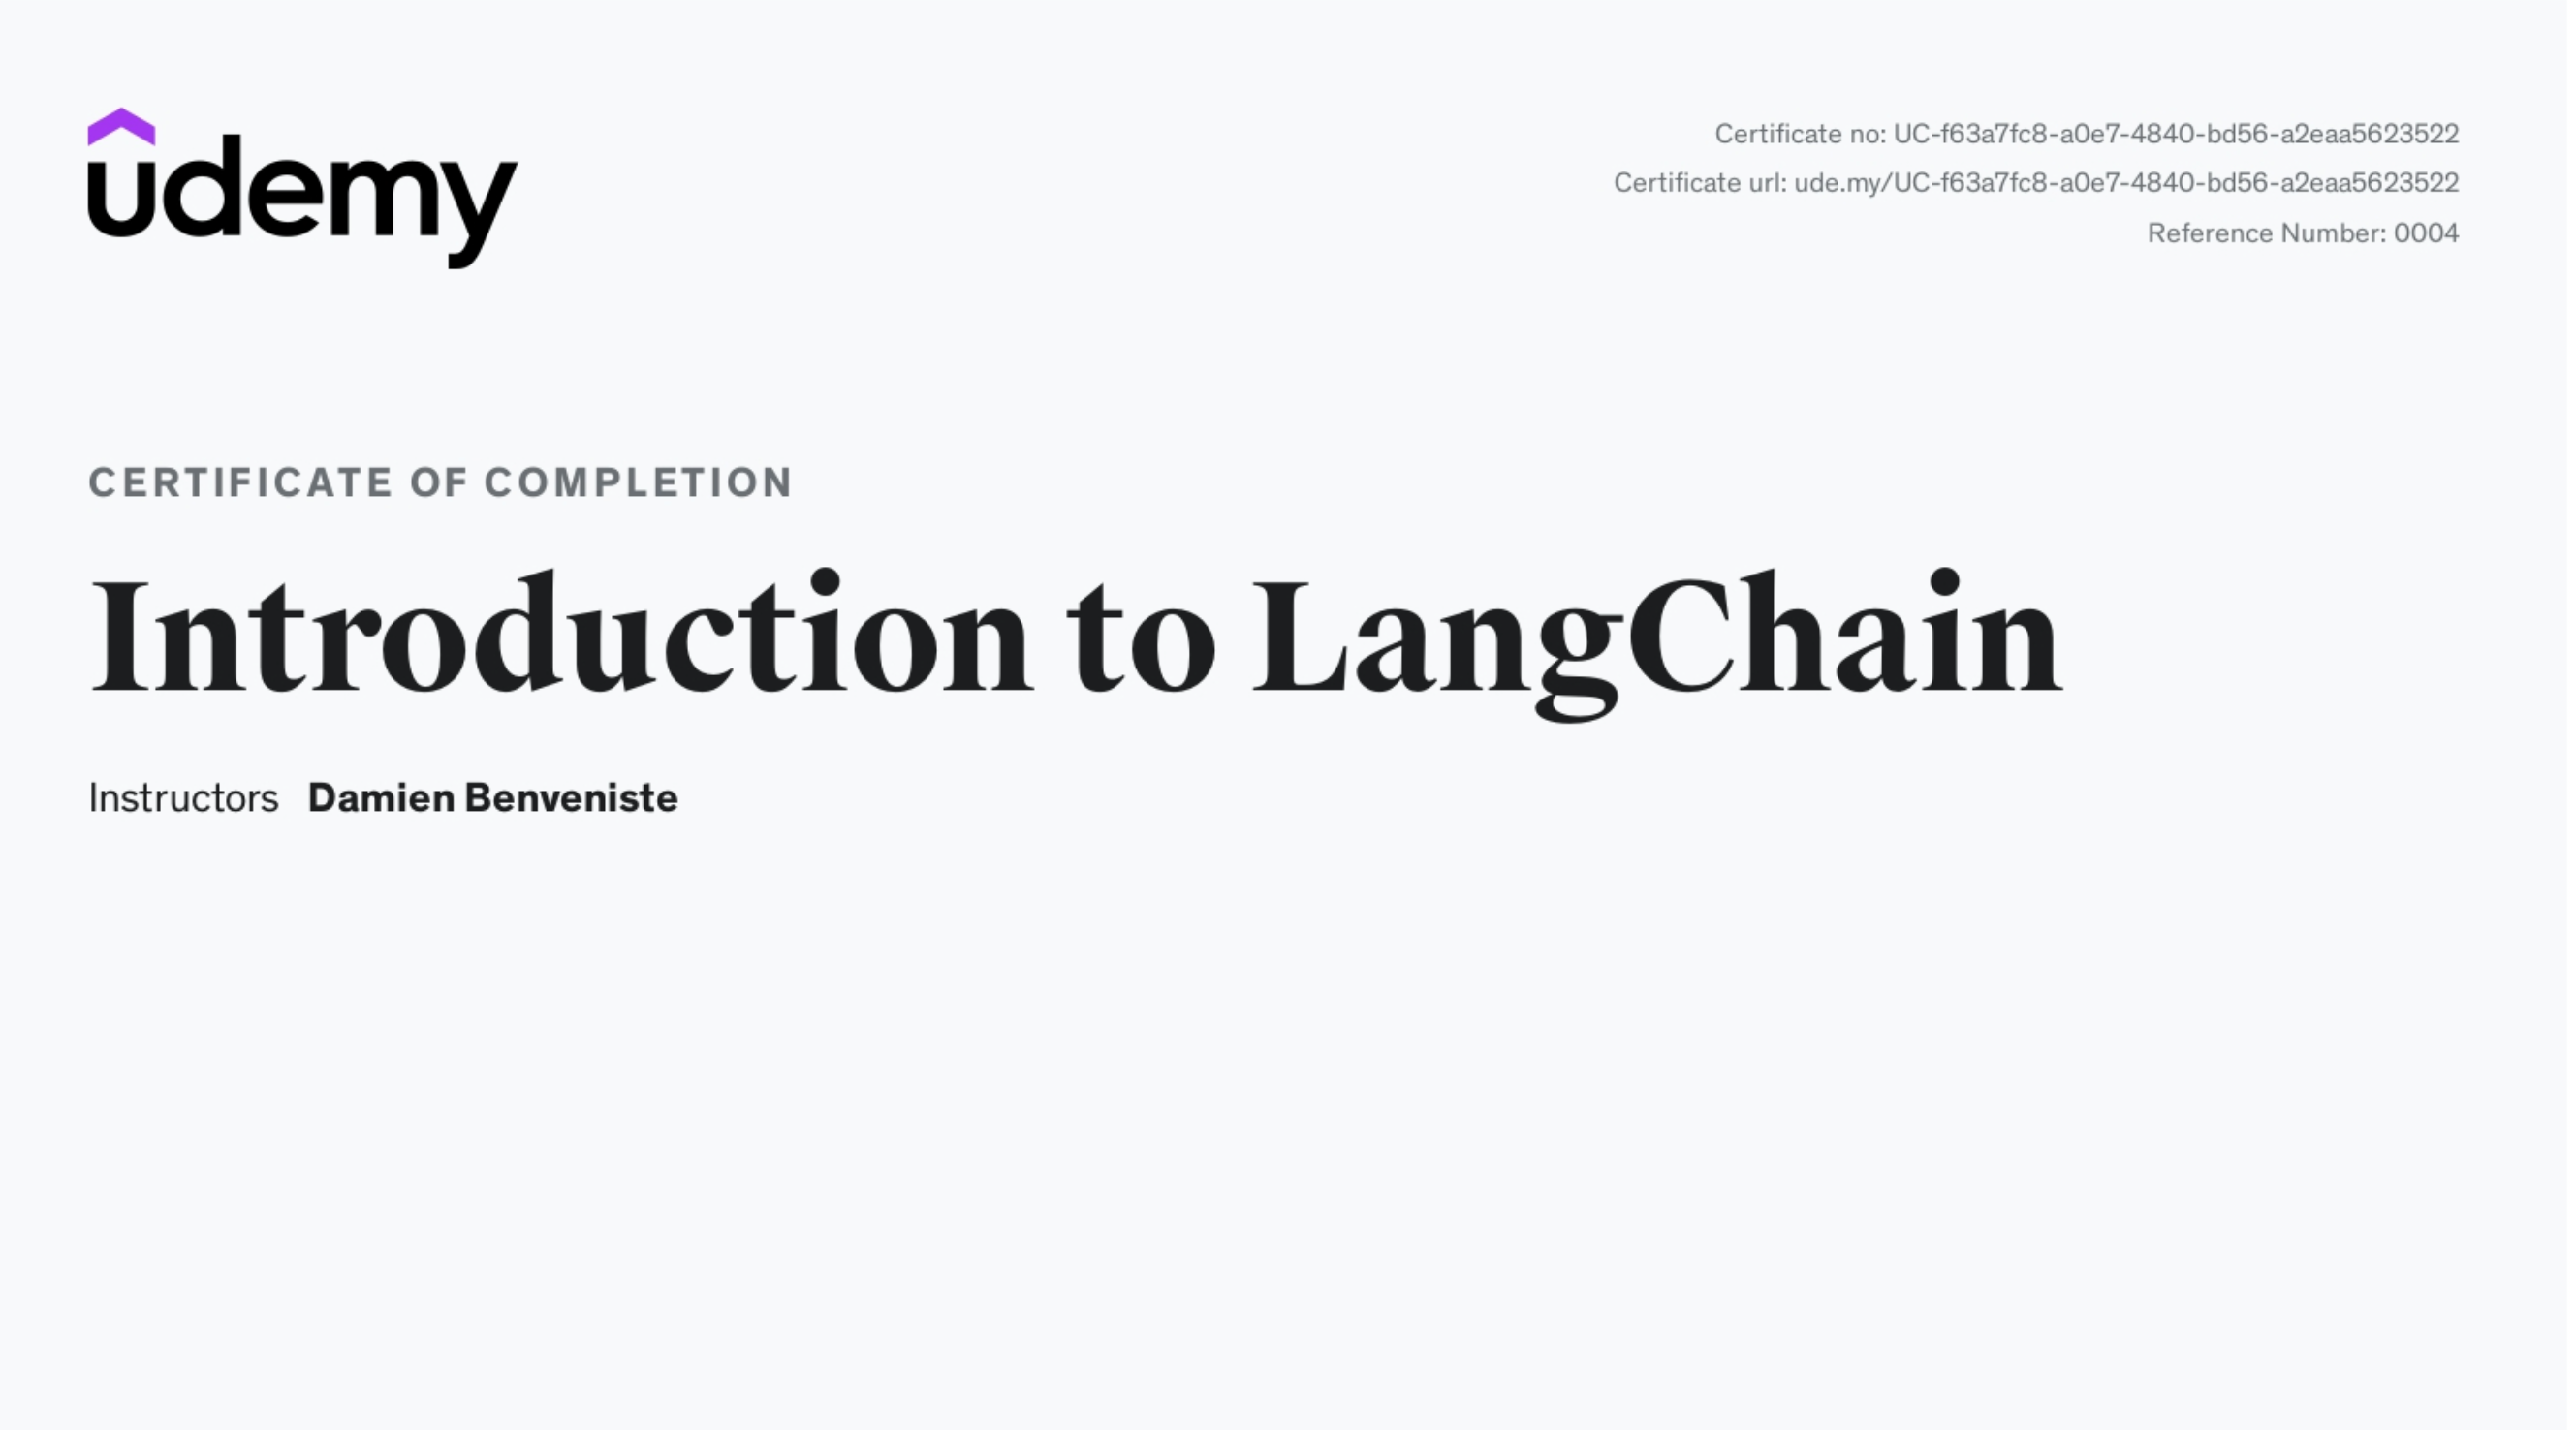 udemy
Certificate no: UC-f63a7fc8-a0e7-4840-bd56-a2eaa5623522
Certificate url: ude.my/UC-f63a7fc8-a0e7-4840-bd56-a2eaa5623522
Reference Number: 0004
CERTIFICATE OF COMPLETION
Introduction to LangChain
Instructors Damien Benveniste